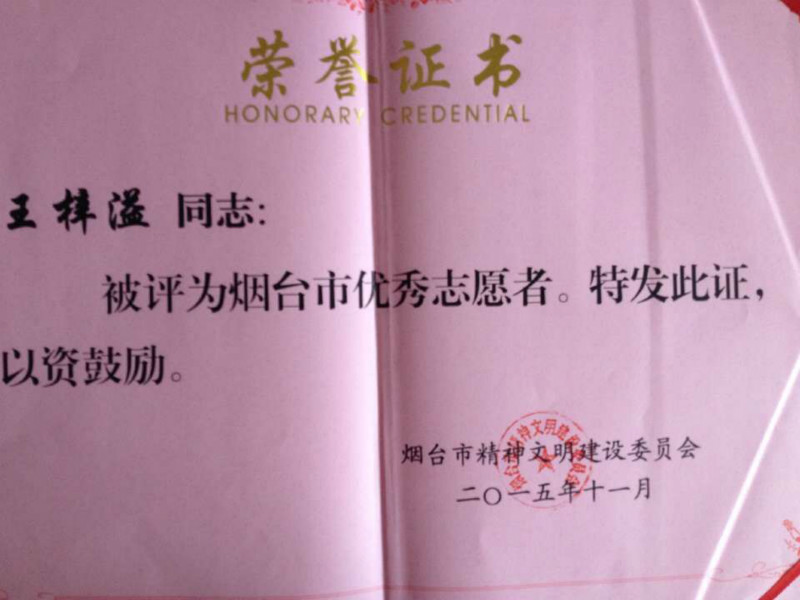 荣誉证书
HONORARY CREDENTIAL
王梓溢 同志:
被评为烟台市优秀志愿者。特发此证，
以资鼓励。
烟台市精神文明建设委员会
二〇一五年十一月